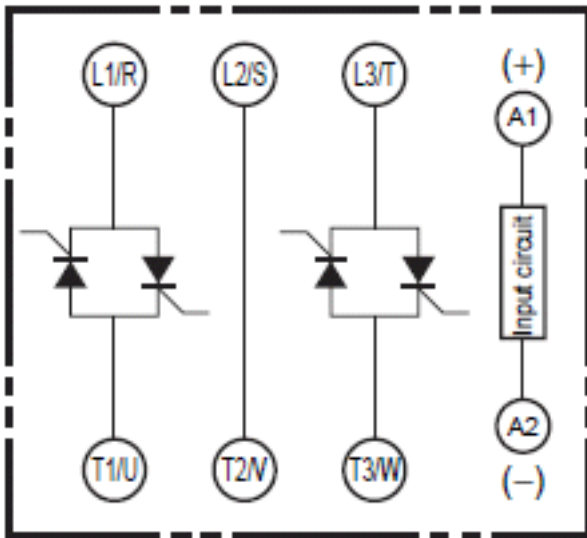 L1/R L2/S L3/T (+)
A1
Input circuit
A2
T1/U T2/V T3/W (−)